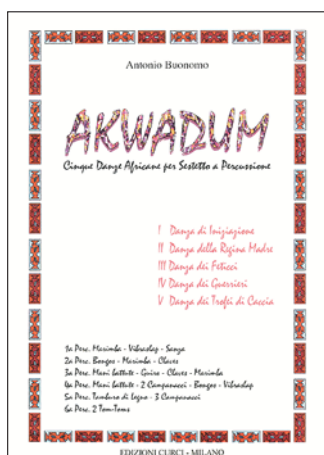 Antonio Buonomo
AKWADUM
Cinque Danze Africane per Sestetto a Percussione
I Danza di Iniziazione
II Danza della Regina Madre
III Danza dei Feticci
IV Danza dei Guerrieri
V Danza dei Trofei di Caccia
1a Perc. Marimba - Vibraslap - Sanza
2a Perc. Bongos - Marimba - Claves
3a Perc. Mani battute - Guiro - Claves - Marimba
4a Perc. Mani battute - 2 Campanacci - Bongos - Vibraslap
5a Perc. Tamburo di Legno - 3 Campanacci
6a Perc. 2 Tom-Toms
EDIZIONI CURCI - MILANO